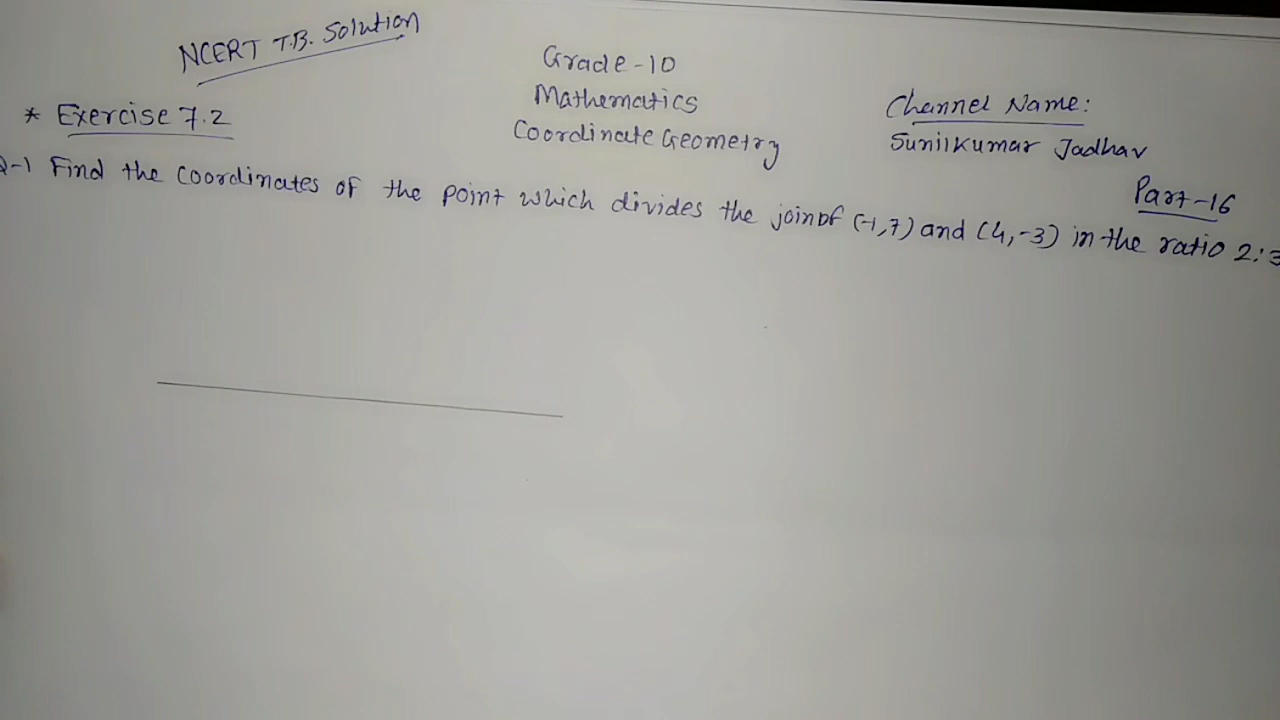 NCERT T.B. Solution
Grade-10
Mathematics
Coordinate Geometry
Channel Name:
Sunilkumar Jadhav
Part-16
* Exercise 7.2
Q-1 Find the coordinates of the point which divides the join of (-1,7) and (4,-3) in the ratio 2:3